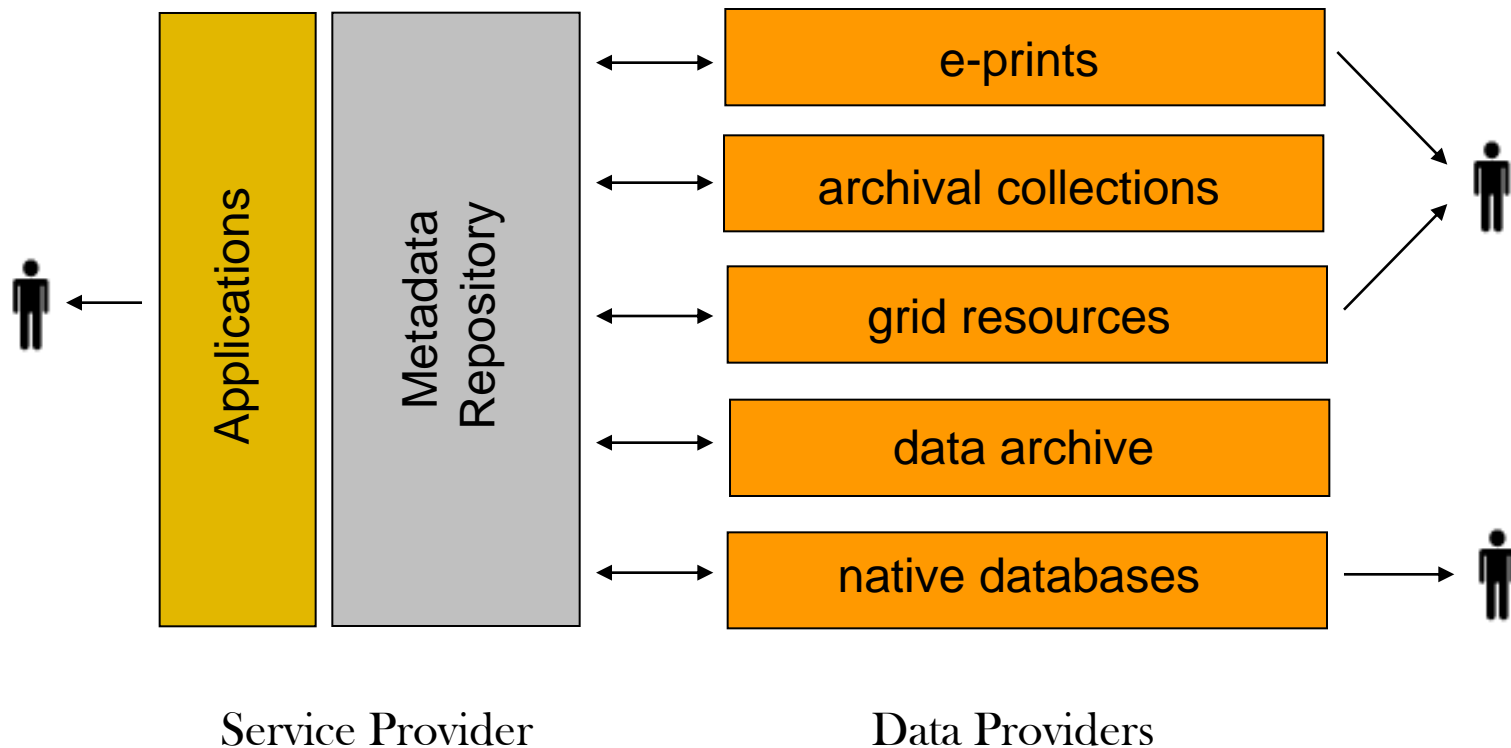 Applications
Metadata
Repository
e-prints
archival collections
grid resources
data archive
native databases
Service Provider
Data Providers